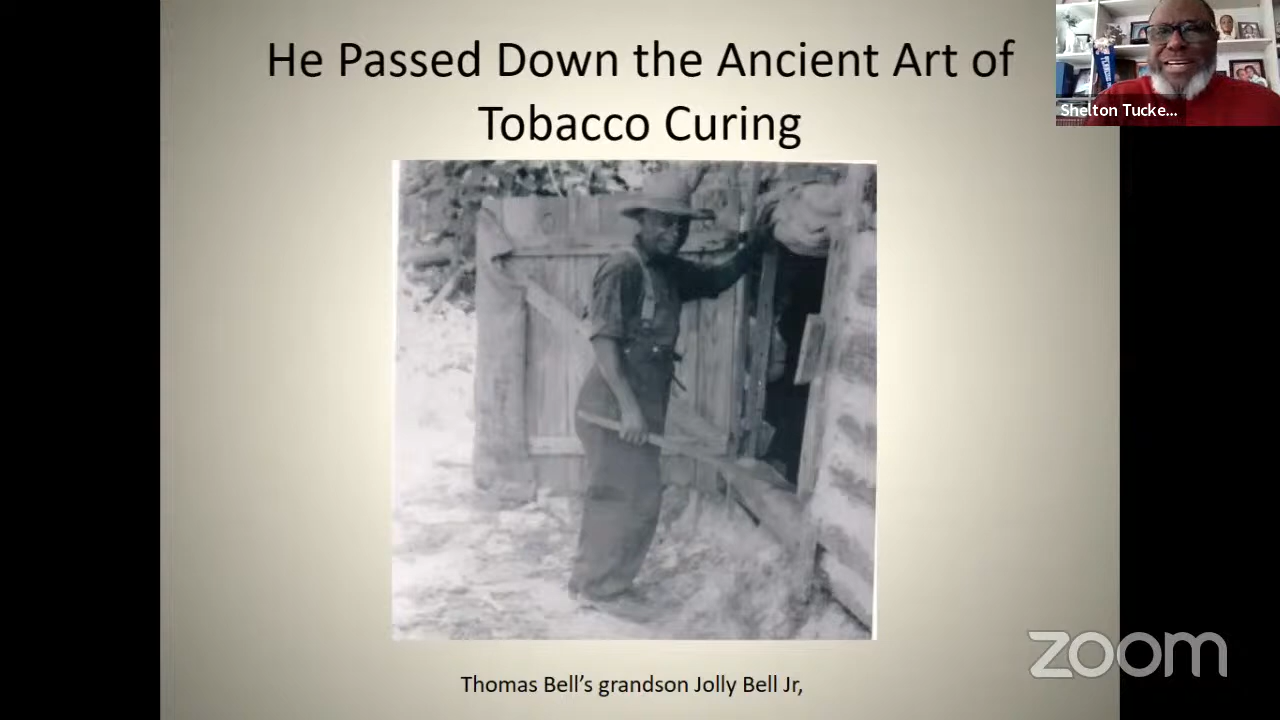 He Passed Down the Ancient Art of
Tobacco Curing
Shelton Tucke...
zoom
Thomas Bell's grandson Jolly Bell Jr,